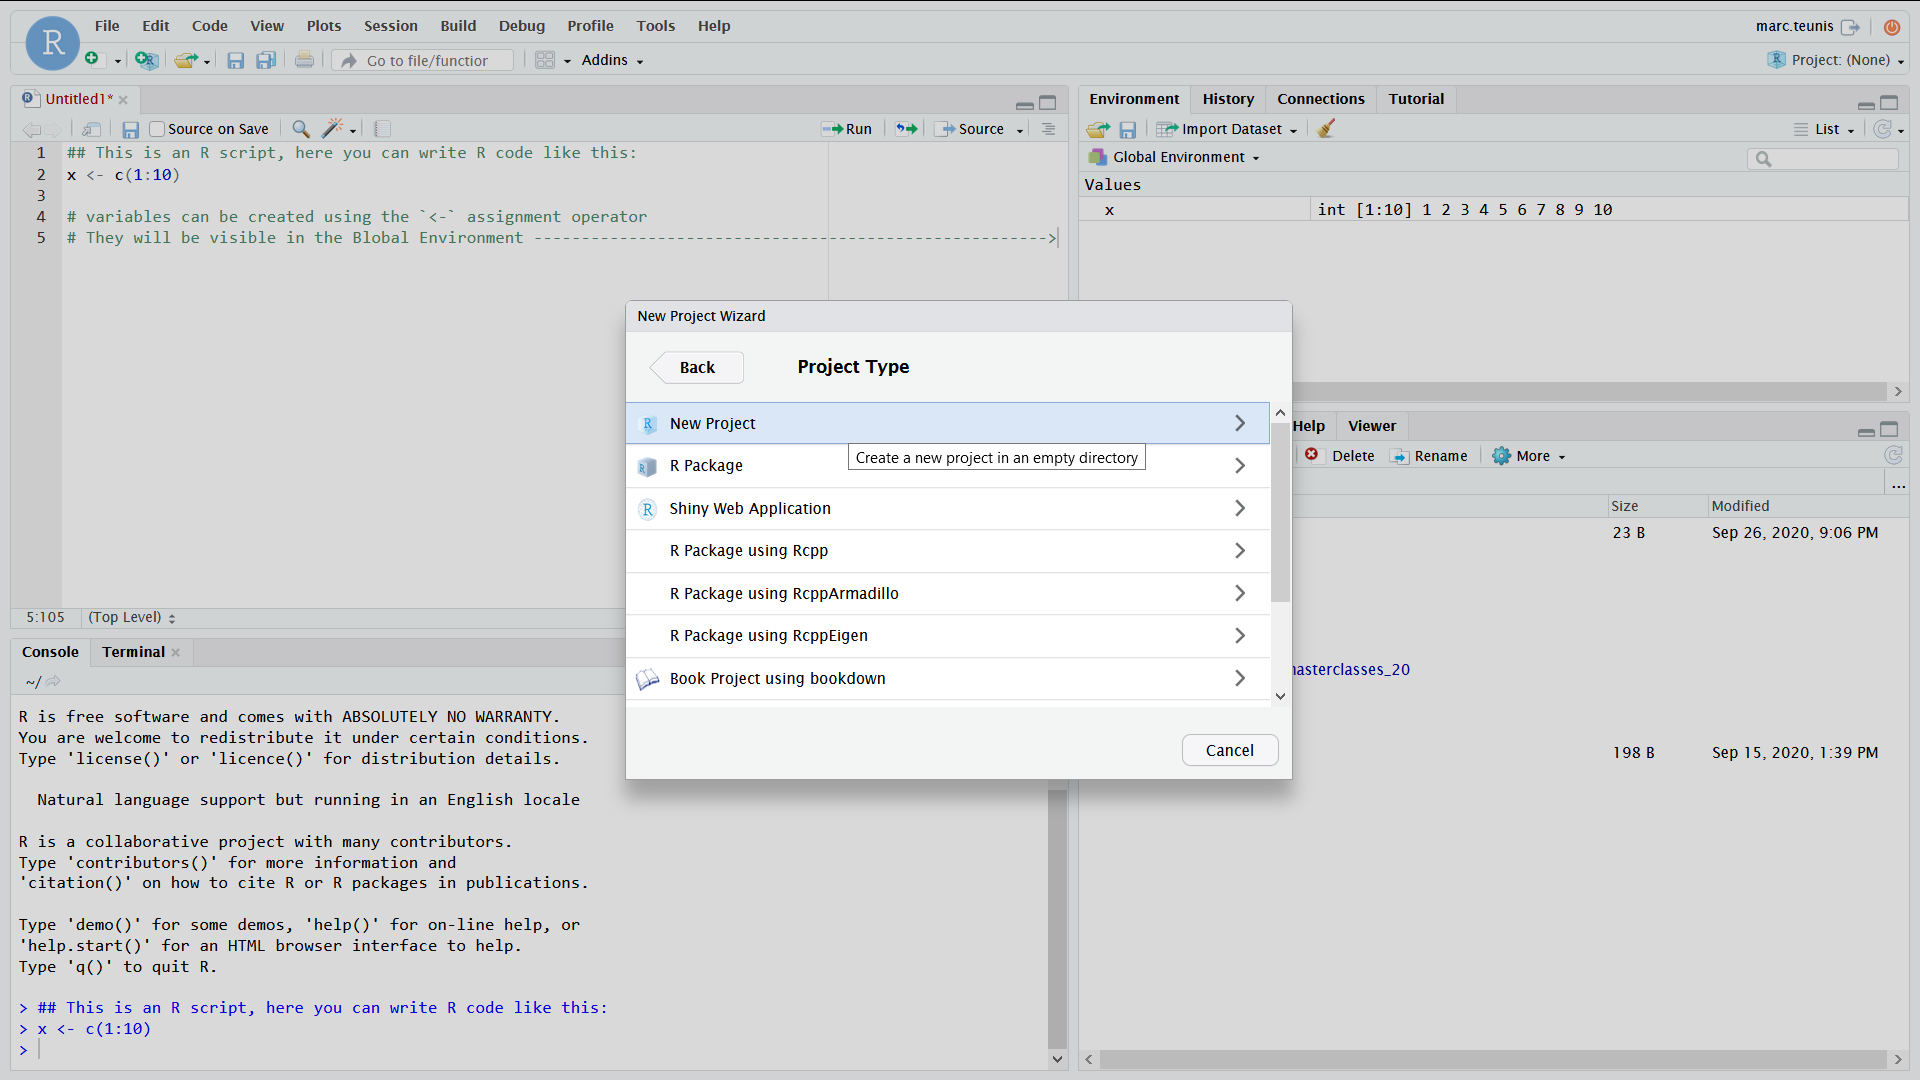 File Edit Code View Plots Session Build Debug Profile Tools Help
marc.teunis
R
Go to file/function
Addins
Project: (None)
Untitled1*
Source on Save
Run
Source
1 ## This is an R script, here you can write R code like this:
2 x <- c(1:10)
3
4 # variables can be created using the `<-` assignment operator
5 # They will be visible in the Blobal Environment ------------------------------------------------------>
5:105 (Top Level)
Environment History Connections Tutorial
Import Dataset
List
Global Environment
Values
x int [1:10] 1 2 3 4 5 6 7 8 9 10
New Project Wizard
Back
Project Type
New Project
Create a new project in an empty directory
R Package
Shiny Web Application
R Package using Rcpp
R Package using RcppArmadillo
R Package using RcppEigen
Book Project using bookdown
Cancel
Help Viewer
Delete Rename More
...
Size Modified
23 B Sep 26, 2020, 9:06 PM
masterclasses_20
198 B Sep 15, 2020, 1:39 PM
Console Terminal
~/
R is free software and comes with ABSOLUTELY NO WARRANTY.
You are welcome to redistribute it under certain conditions.
Type 'license()' or 'licence()' for distribution details.
Natural language support but running in an English locale
R is a collaborative project with many contributors.
Type 'contributors()' for more information and
'citation()' on how to cite R or R packages in publications.
Type 'demo()' for some demos, 'help()' for on-line help, or
'help.start()' for an HTML browser interface to help.
Type 'q()' to quit R.
> ## This is an R script, here you can write R code like this:
> x <- c(1:10)
>